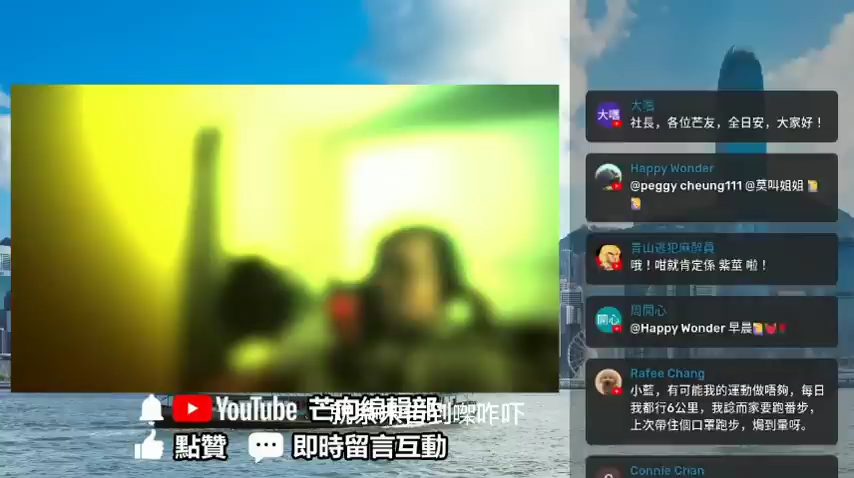 大嘴
社長，各位芒友，全日安，大家好！
Happy Wonder
@peggy cheung111 @莫叫姐姐
青山逃犯麻醉員
哦！咁就肯定係 紫菫 啦！
周開心
開心
@Happy Wonder 早晨
Rafee Chang
小藍，有可能我的運動做唔夠，每日
我都行6公里，我諗而家要跑番步，
上次帶住個口罩跑步，焗到暈呀。
Connie Chan
C
YouTube
點贊 即時留言互動